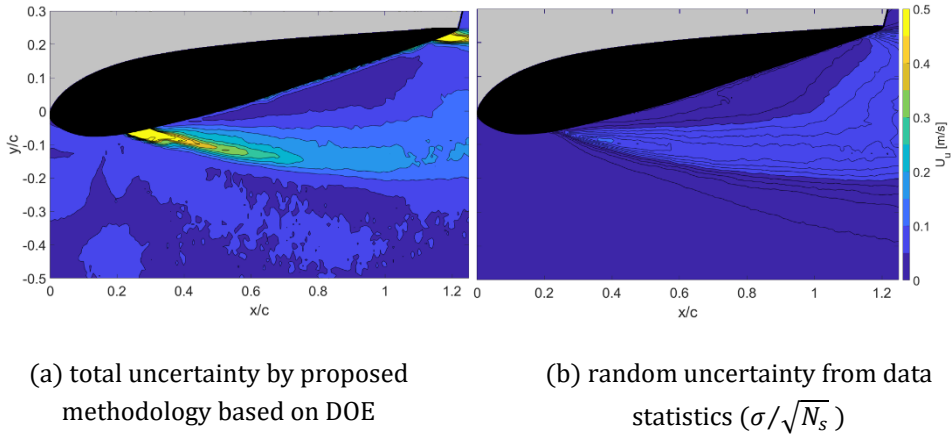 0.3
0.2
0.1
0
-0.1
-0.2
-0.3
-0.4
-0.5
y/c
0 0.2 0.4 0.6 0.8 1 1.2
x/c
0 0.2 0.4 0.6 0.8 1 1.2
x/c
0.5
0.4
0.3
0.2
0.1
0
U_u [m/s]
(a) total uncertainty by proposed
methodology based on DOE
(b) random uncertainty from data
statistics (σ/√N_s )